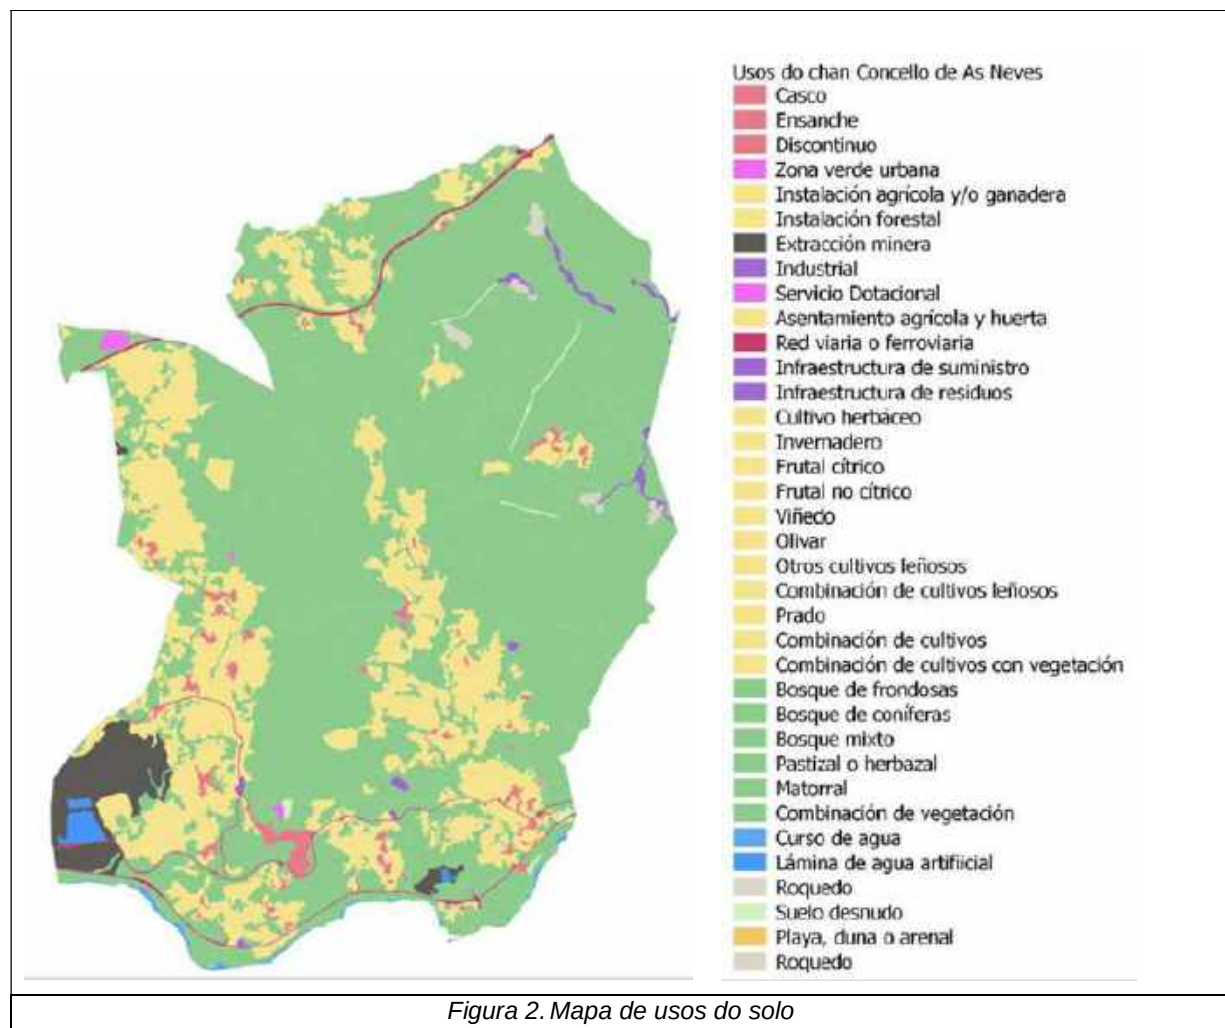 Usos do chan Concello de As Neves
Casco
Ensanche
Discontinuo
Zona verde urbana
Instalación agrícola y/o ganadera
Instalación forestal
Extracción minera
Industrial
Servicio Dotacional
Asentamiento agrícola y huerta
Red viaria o ferroviaria
Infraestructura de suministro
Infraestructura de residuos
Cultivo herbáceo
Invernadero
Frutal cítrico
Frutal no cítrico
Viñedo
Olivar
Otros cultivos leñosos
Combinación de cultivos leñosos
Prado
Combinación de cultivos
Combinación de cultivos con vegetación
Bosque de frondosas
Bosque de coníferas
Bosque mixto
Pastizal o herbazal
Matorral
Combinación de vegetación
Curso de agua
Lámina de agua artifiicial
Roquedo
Suelo desnudo
Playa, duna o arenal
Roquedo
Figura 2. Mapa de usos do solo